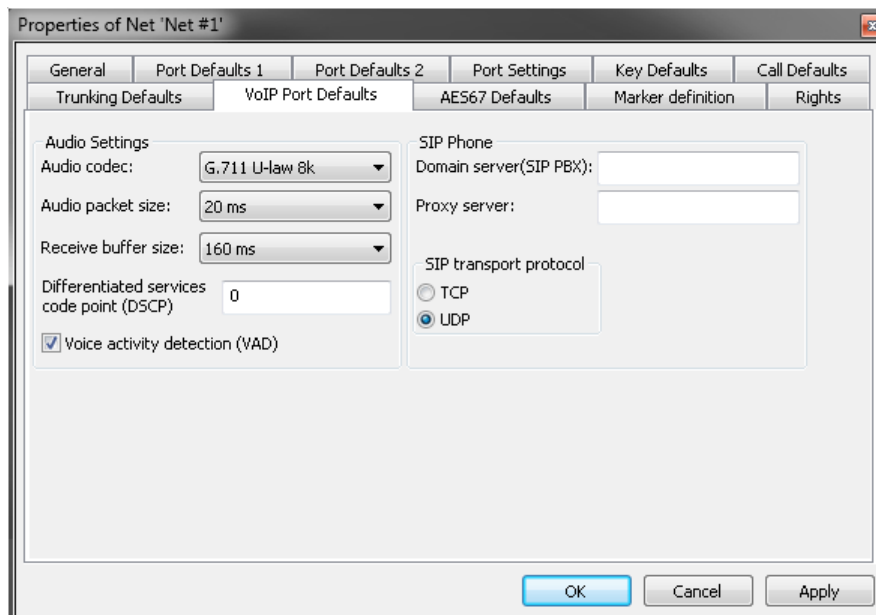 Properties of Net 'Net #1'
General
Port Defaults 1
Port Defaults 2
Port Settings
Key Defaults
Call Defaults
Trunking Defaults
VoIP Port Defaults
AES67 Defaults
Marker definition
Rights
Audio Settings
Audio codec:
G.711 U-law 8k
Audio packet size:
20 ms
Receive buffer size:
160 ms
Differentiated services
code point (DSCP)
0
Voice activity detection (VAD)
SIP Phone
Domain server(SIP PBX):
Proxy server:
SIP transport protocol
TCP
UDP
OK
Cancel
Apply